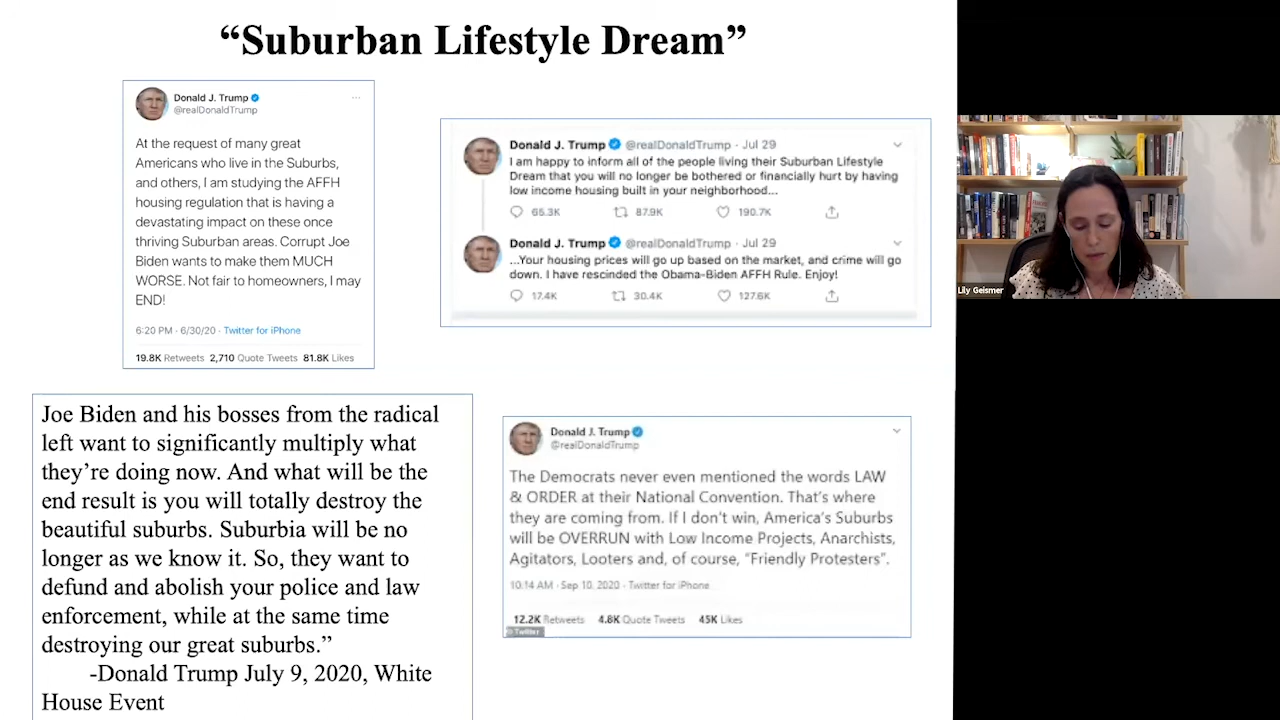 “Suburban Lifestyle Dream”
Donald J. Trump
@realDonaldTrump
At the request of many great
Americans who live in the Suburbs,
and others, I am studying the AFFH
housing regulation that is having a
devastating impact on these once
thriving Suburban areas. Corrupt Joe
Biden wants to make them MUCH
WORSE. Not fair to homeowners, I may
END!
6:20 PM · 6/30/20 · Twitter for iPhone
19.8K Retweets 2,710 Quote Tweets 81.8K Likes
Donald J. Trump @realDonaldTrump · Jul 29
I am happy to inform all of the people living their Suburban Lifestyle
Dream that you will no longer be bothered or financially hurt by having
low income housing built in your neighborhood...
65.3K 87.9K 190.7K
Donald J. Trump @realDonaldTrump · Jul 29
...Your housing prices will go up based on the market, and crime will go
down. I have rescinded the Obama-Biden AFFH Rule. Enjoy!
17.4K 30.4K 127.6K
Joe Biden and his bosses from the radical
left want to significantly multiply what
they’re doing now. And what will be the
end result is you will totally destroy the
beautiful suburbs. Suburbia will be no
longer as we know it. So, they want to
defund and abolish your police and law
enforcement, while at the same time
destroying our great suburbs.”
-Donald Trump July 9, 2020, White
House Event
Donald J. Trump
@realDonaldTrump
The Democrats never even mentioned the words LAW
& ORDER at their National Convention. That's where
they are coming from. If I don't win, America's Suburbs
will be OVERRUN with Low Income Projects, Anarchists,
Agitators, Looters and, of course, "Friendly Protesters".
10:14 AM · Sep 10, 2020 · Twitter for iPhone
12.2K Retweets 4.8K Quote Tweets 45K Likes
© Twitter
Lily Geismer